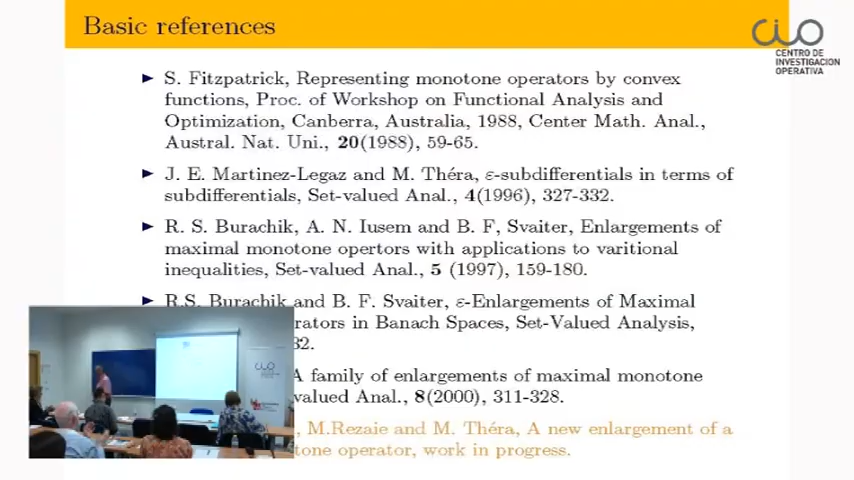 Basic references
CENTRO DE
INVESTIGACIÓN
OPERATIVA
S. Fitzpatrick, Representing monotone operators by convex
functions, Proc. of Workshop on Functional Analysis and
Optimization, Canberra, Australia, 1988, Center Math. Anal.,
Austral. Nat. Uni., 20(1988), 59-65.
J. E. Martinez-Legaz and M. Théra, ε-subdifferentials in terms of
subdifferentials, Set-valued Anal., 4(1996), 327-332.
R. S. Burachik, A. N. Iusem and B. F, Svaiter, Enlargements of
maximal monotone opertors with applications to varitional
inequalities, Set-valued Anal., 5 (1997), 159-180.
R.S. Burachik and B. F. Svaiter, ε-Enlargements of Maximal
rators in Banach Spaces, Set-Valued Analysis,
32.
A family of enlargements of maximal monotone
valued Anal., 8(2000), 311-328.
, M.Rezaie and M. Théra, A new enlargement of a
tone operator, work in progress.